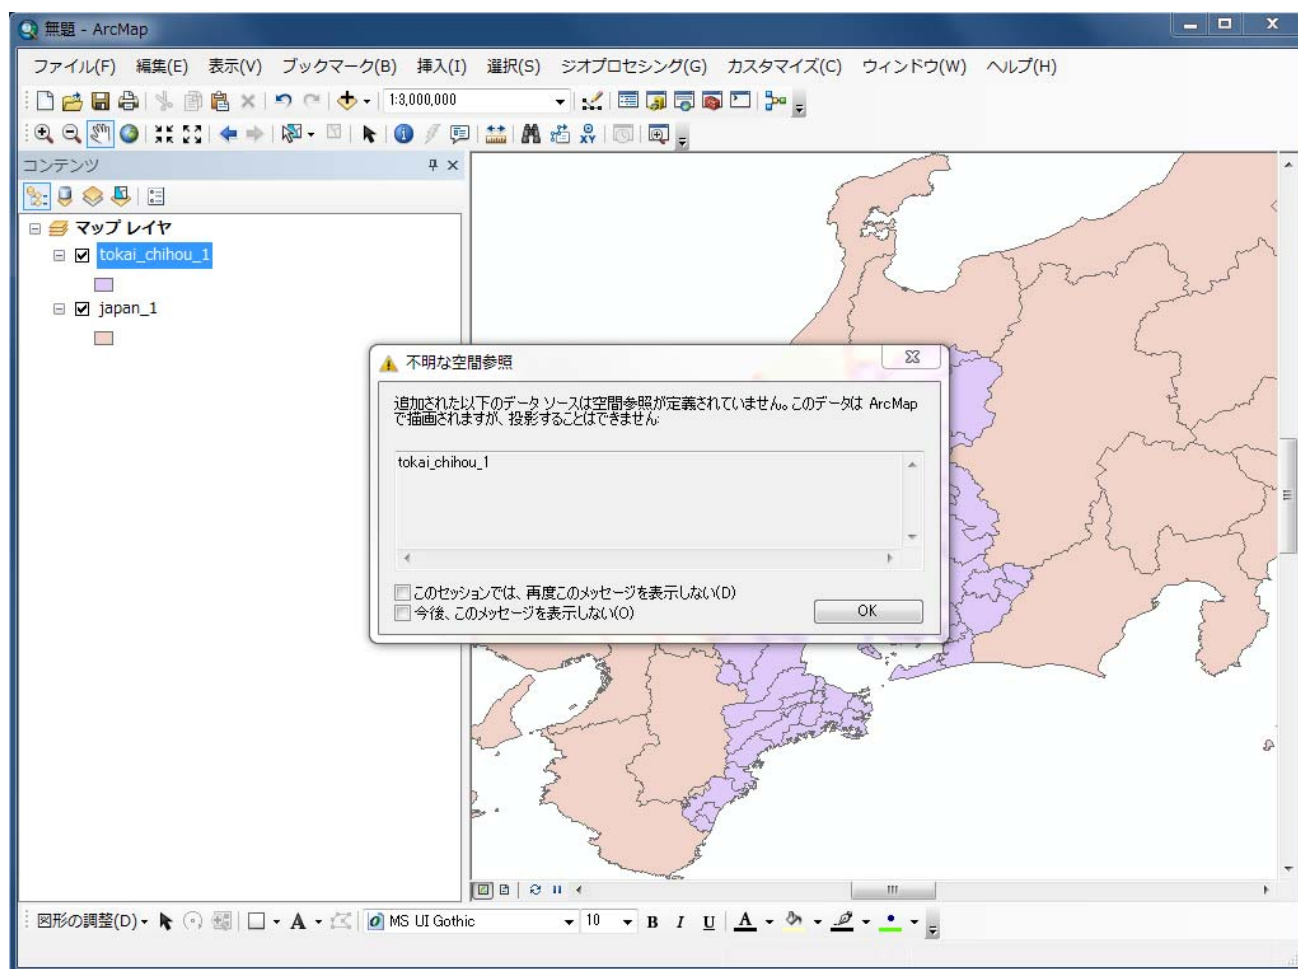 無題 - ArcMap
ファイル(F) 編集(E) 表示(V) ブックマーク(B) 挿入(I) 選択(S) ジオプロセシング(G) カスタマイズ(C) ウィンドウ(W) ヘルプ(H)
1:3,000,000
コンテンツ
マップ レイヤ
tokai_chihou_1
japan_1
不明な空間参照
追加された以下のデータ ソースは空間参照が定義されていません。このデータは ArcMap
で描画されますが、投影することはできません:
tokai_chihou_1
このセッションでは、再度このメッセージを表示しない(D)
今後、このメッセージを表示しない(O)
OK
図形の調整(D) A MS UI Gothic 10 B I U A